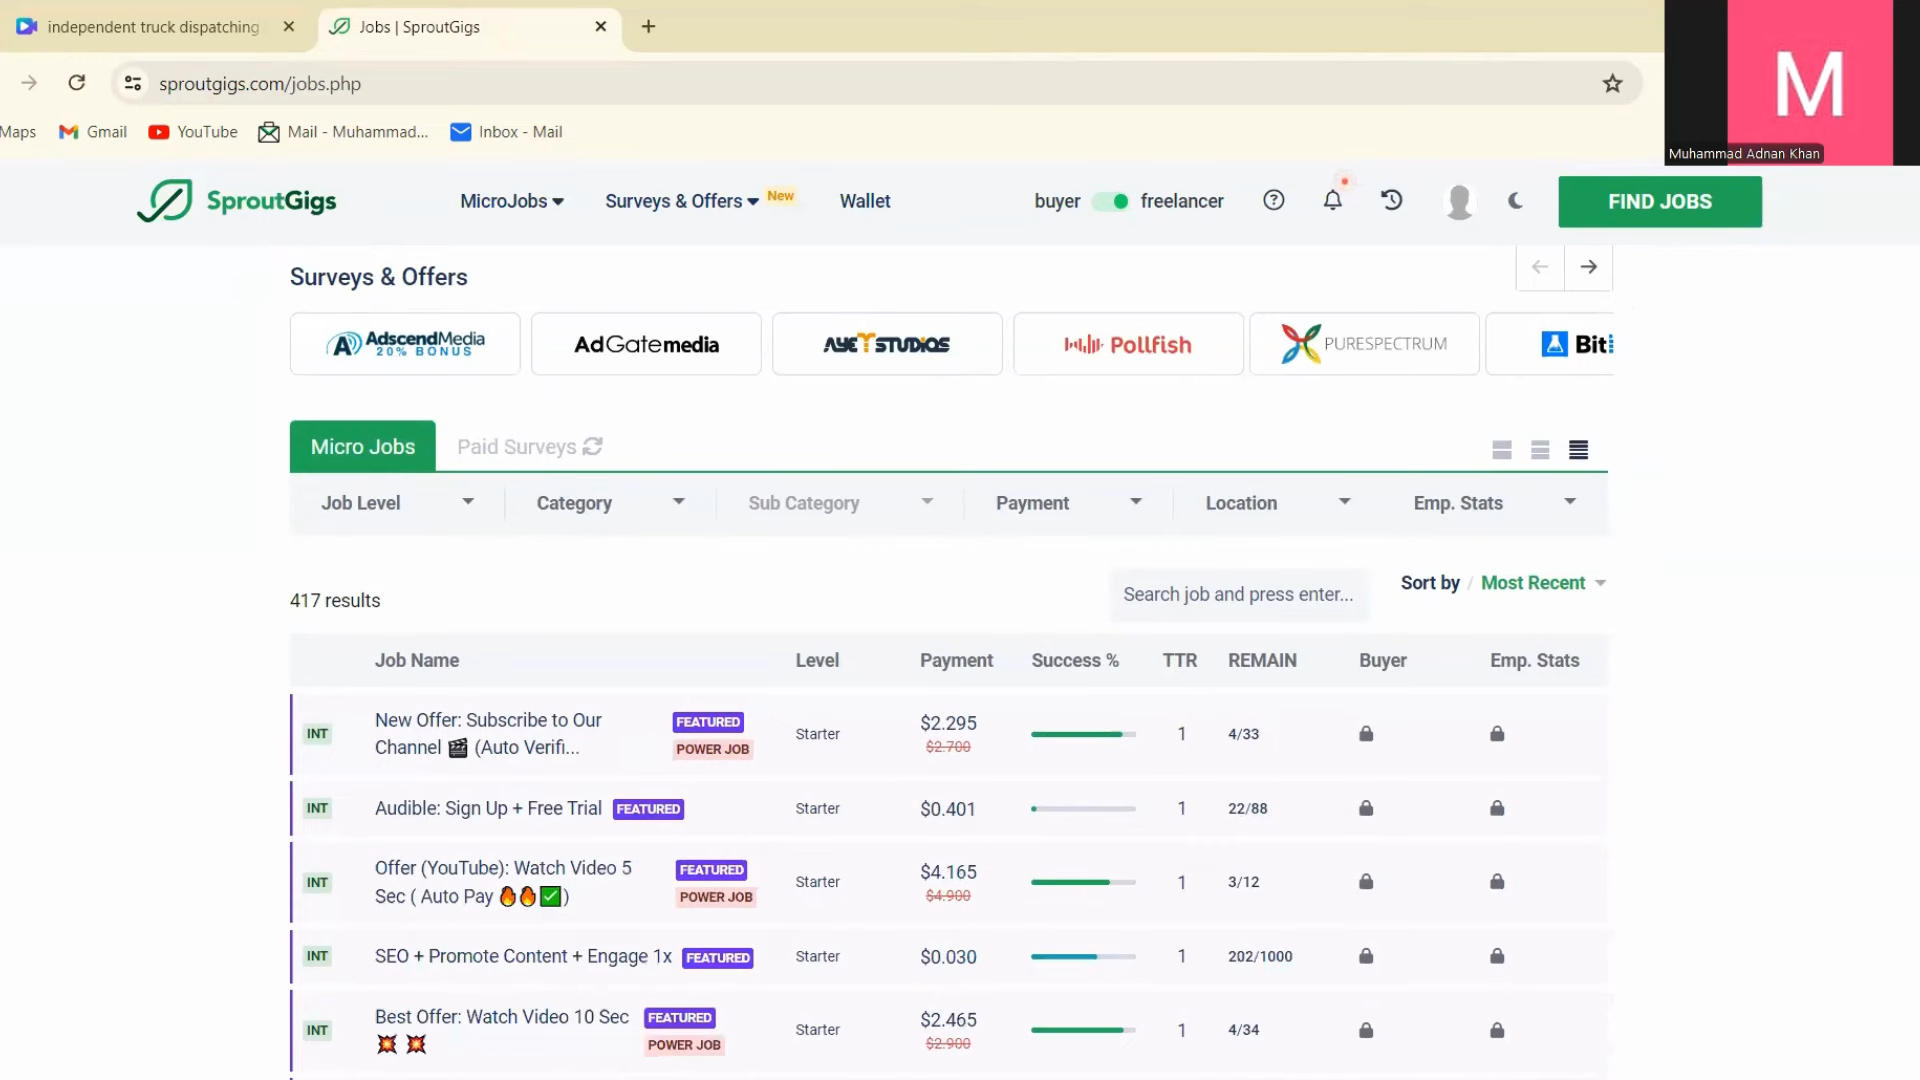 independent truck dispatching
Jobs | SproutGigs
sproutgigs.com/jobs.php
Maps
Gmail
YouTube
Mail - Muhammad...
Inbox - Mail
M
Muhammad Adnan Khan
SproutGigs
MicroJobs
Surveys & Offers
New
Wallet
buyer
freelancer
FIND JOBS
Surveys & Offers
AdscendMedia
20% BONUS
AdGatemedia
AYET STUDIOS
Pollfish
PURESPECTRUM
Bit
Micro Jobs
Paid Surveys
Job Level
Category
Sub Category
Payment
Location
Emp. Stats
417 results
Search job and press enter...
Sort by / Most Recent
Job Name Level Payment Success % TTR REMAIN Buyer Emp. Stats
INT
New Offer: Subscribe to Our
Channel 🎬 (Auto Verifi...
FEATURED
POWER JOB
Starter
$2.295
$2.700
1
4/33
INT
Audible: Sign Up + Free Trial
FEATURED
Starter
$0.401
1
22/88
INT
Offer (YouTube): Watch Video 5
Sec ( Auto Pay 🔥🔥✅)
FEATURED
POWER JOB
Starter
$4.165
$4.900
1
3/12
INT
SEO + Promote Content + Engage 1x
FEATURED
Starter
$0.030
1
202/1000
INT
Best Offer: Watch Video 10 Sec
💥 💥
FEATURED
POWER JOB
Starter
$2.465
$2.900
1
4/34